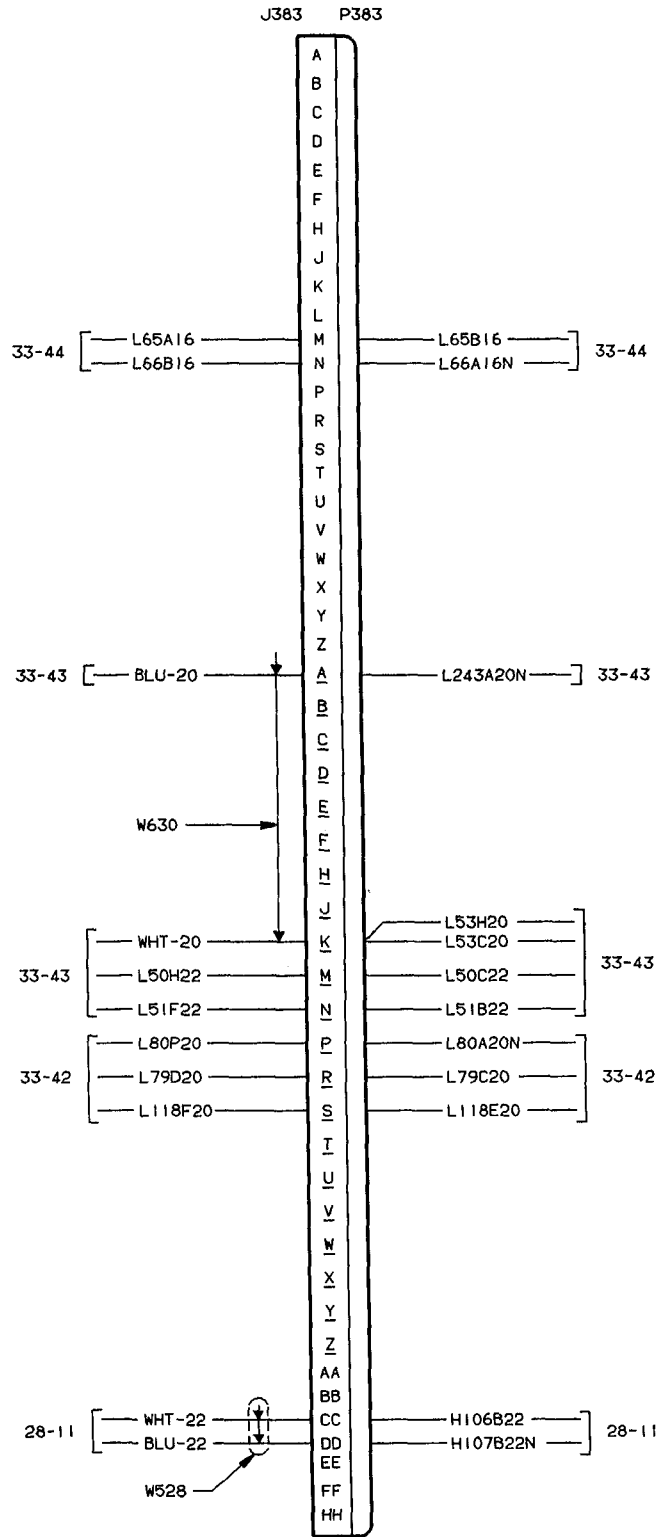 J383 P383
A
B
C
D
E
F
H
J
K
L
33-44 L65A16 M L65B16 33-44
L66B16 N L66A16N
P
R
S
T
U
V
W
X
Y
Z
33-43 BLU-20 A L243A20N 33-43
B
C
D
E
W630
F
H
J
L53H20
WHT-20 K L53C20
33-43 L50H22 M L50C22 33-43
L51F22 N L51B22
L80P20 P L80A20N
33-42 L79D20 R L79C20 33-42
L118F20 S L118E20
T
U
V
W
X
Y
Z
AA
BB
28-11 WHT-22 CC H106B22 28-11
BLU-22 DD H107B22N
EE
W528
FF
HH